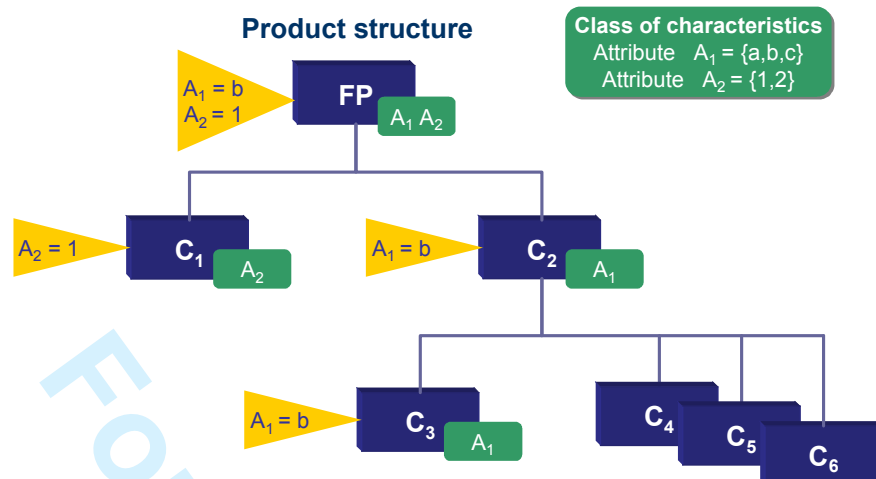 Product structure
Class of characteristics
Attribute A₁ = {a,b,c}
Attribute A₂ = {1,2}
A₁ = b
A₂ = 1
FP
A₁ A₂
A₂ = 1
C₁
A₂
A₁ = b
C₂
A₁
A₁ = b
C₃
A₁
C₄
C₅
C₆